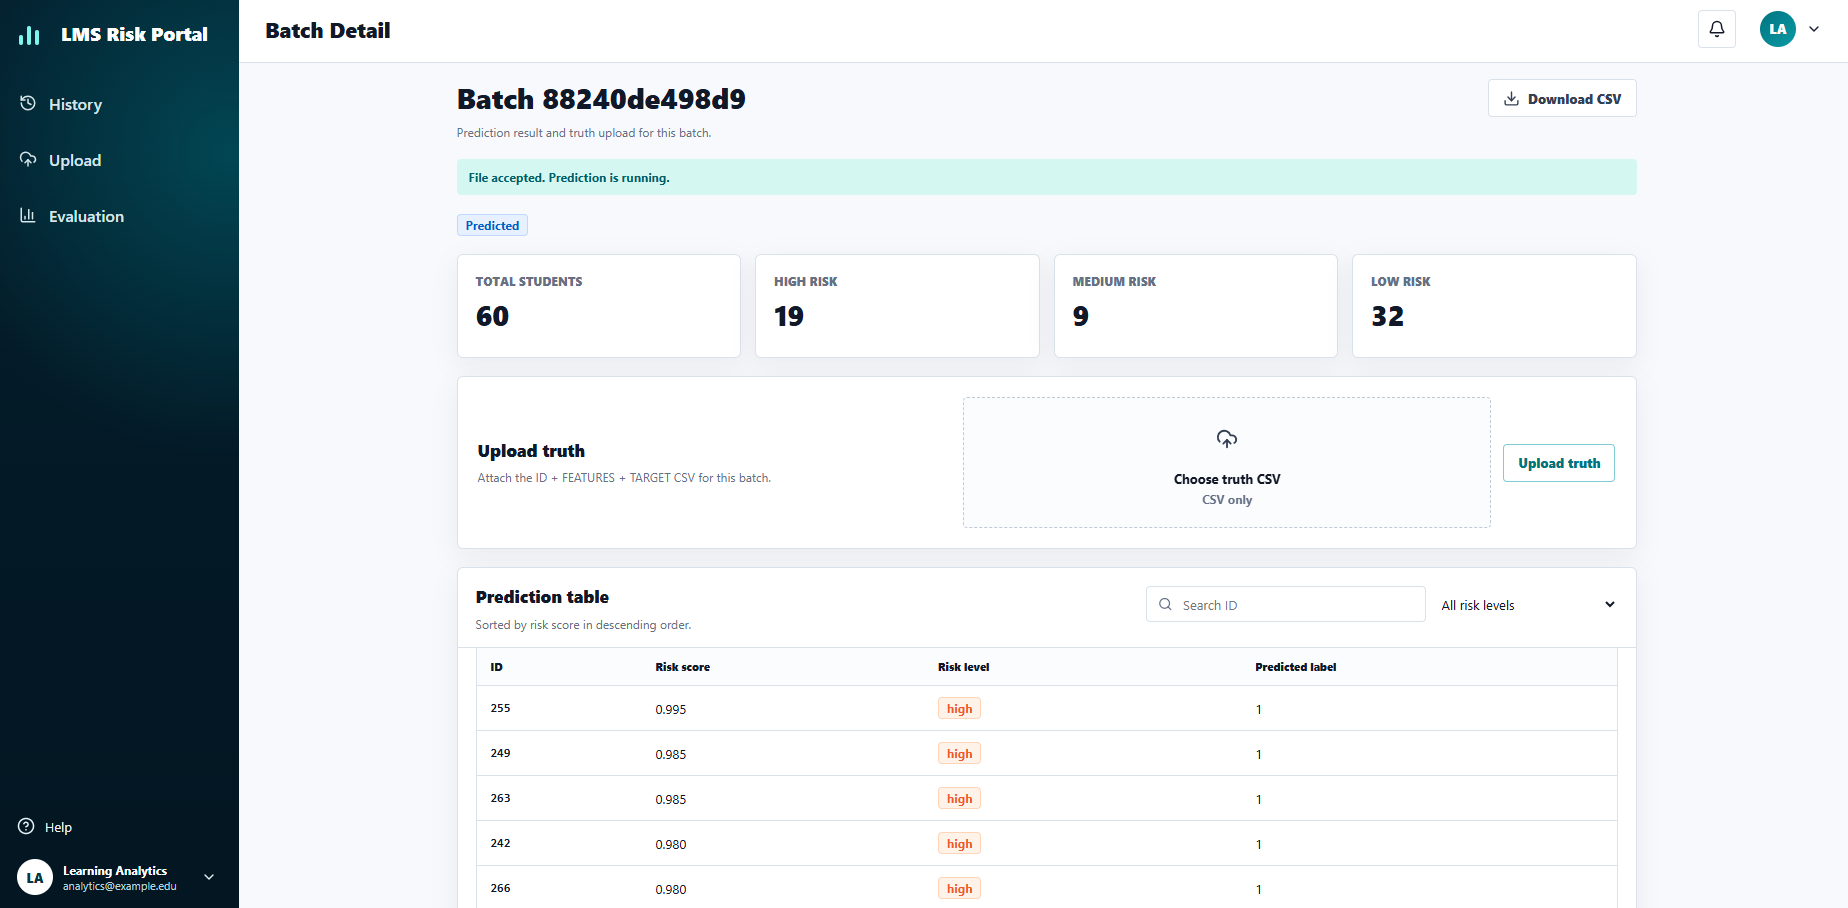 LMS Risk Portal
History
Upload
Evaluation
Help
LA
Learning Analytics
analytics@example.edu
Batch Detail
LA
Batch 88240de498d9
Download CSV
Prediction result and truth upload for this batch.
File accepted. Prediction is running.
Predicted
TOTAL STUDENTS
60
HIGH RISK
19
MEDIUM RISK
9
LOW RISK
32
Upload truth
Attach the ID + FEATURES + TARGET CSV for this batch.
Choose truth CSV
CSV only
Upload truth
Prediction table
Sorted by risk score in descending order.
Search ID
All risk levels
ID Risk score Risk level Predicted label
255 0.995 high 1
249 0.985 high 1
263 0.985 high 1
242 0.980 high 1
266 0.980 high 1